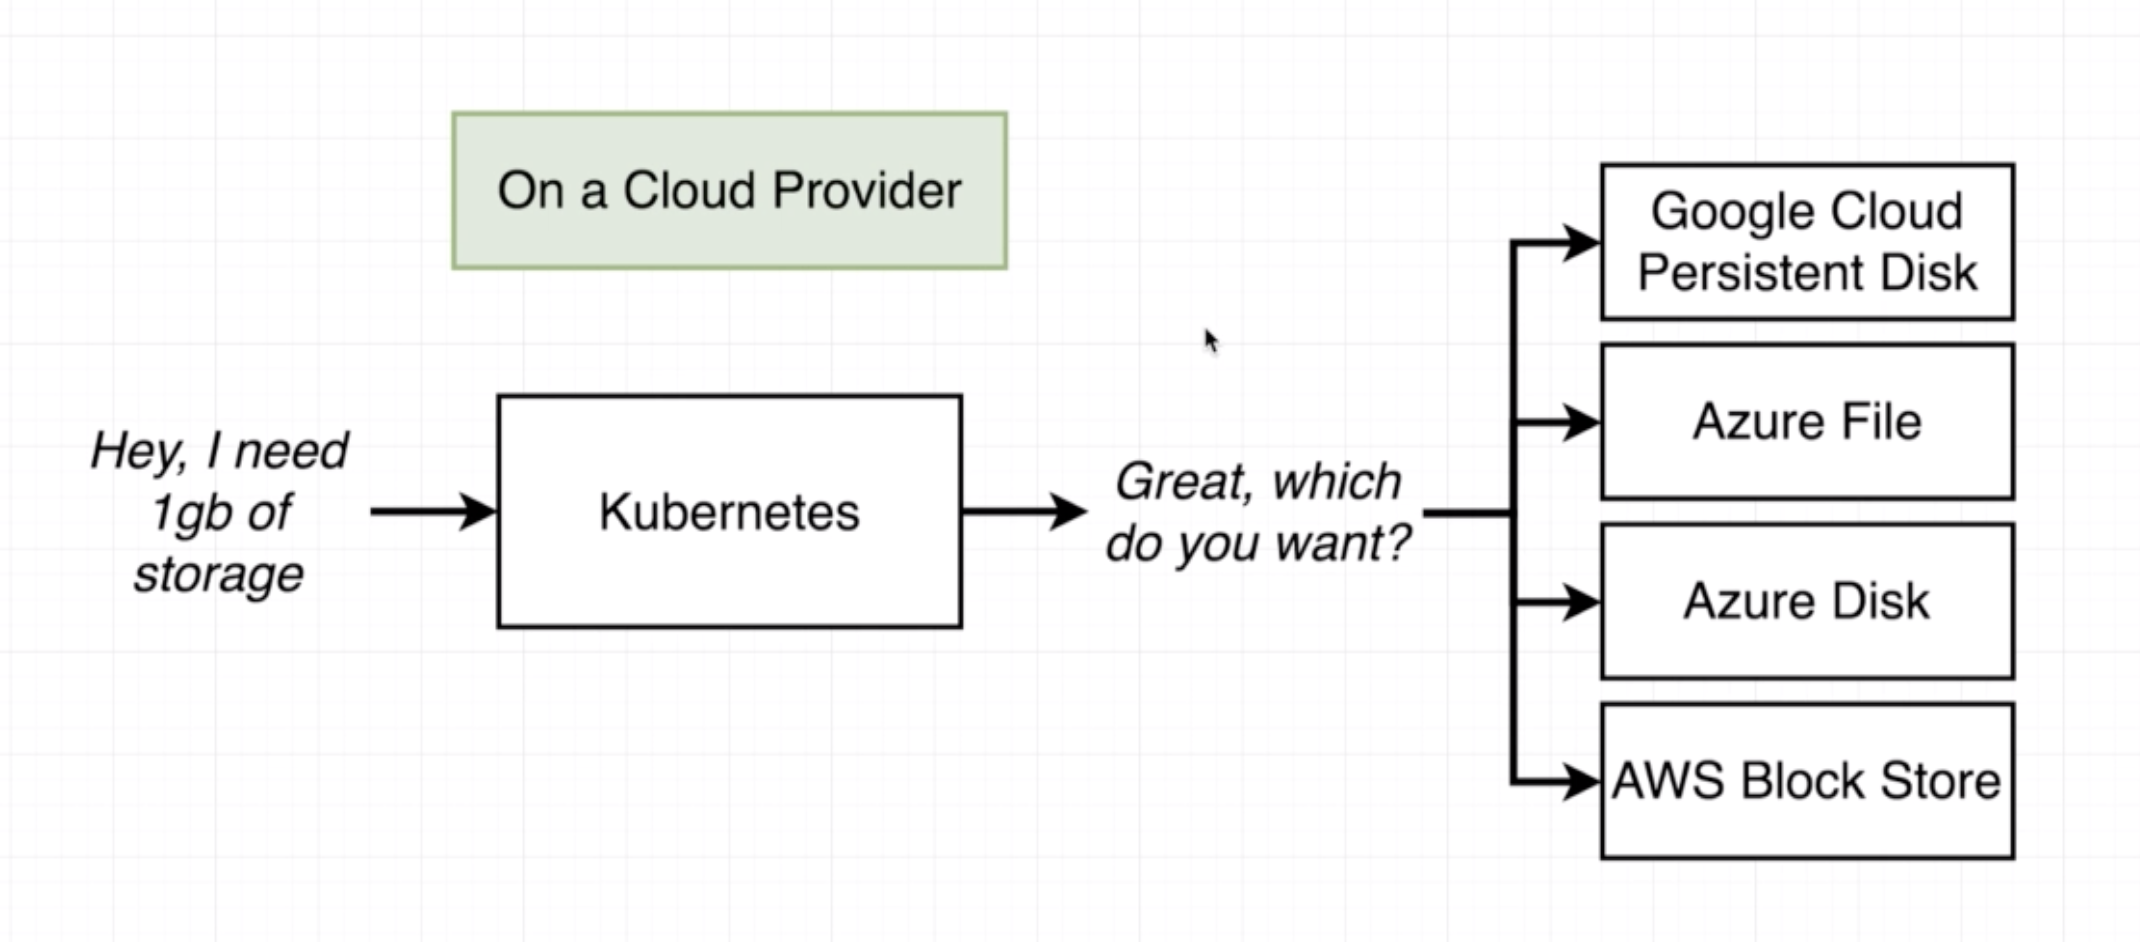 On a Cloud Provider
Hey, I need
1gb of
storage
Kubernetes
Great, which
do you want?
Google Cloud
Persistent Disk
Azure File
Azure Disk
AWS Block Store